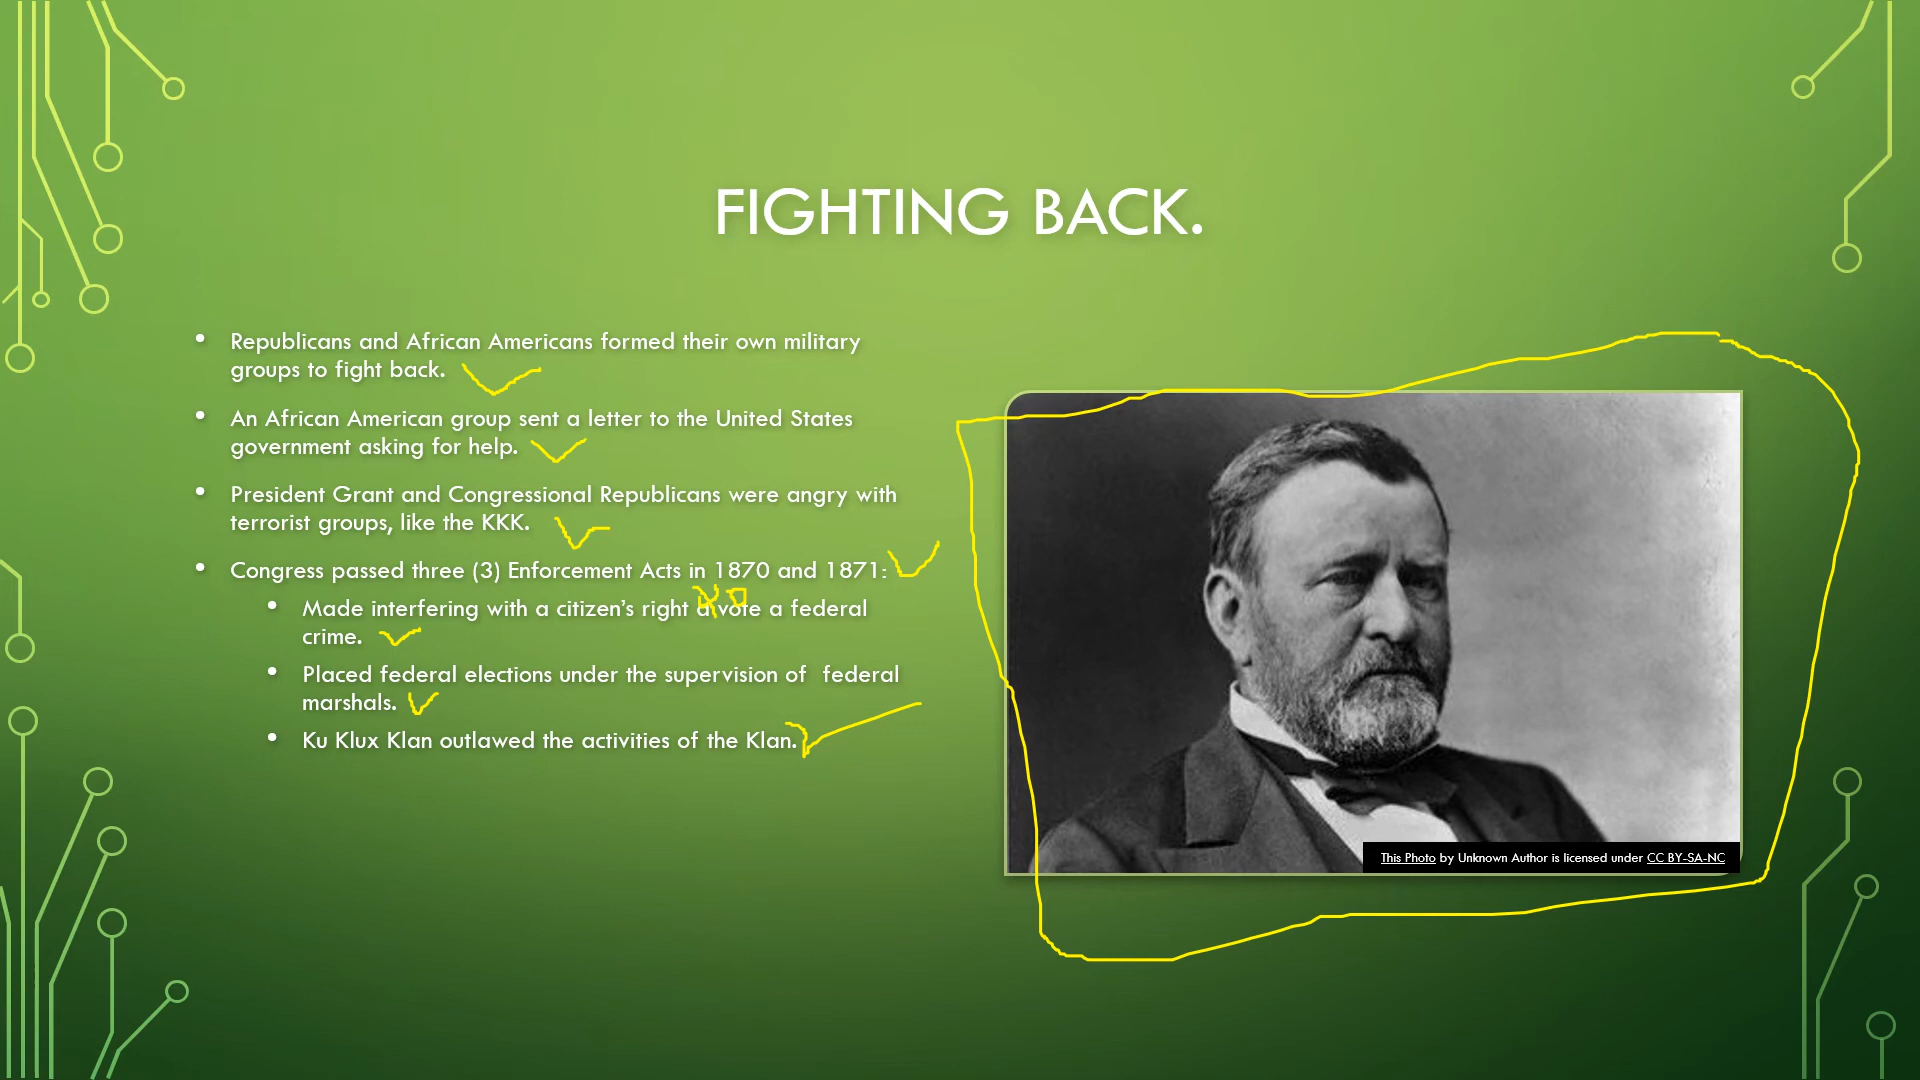 FIGHTING BACK.
• Republicans and African Americans formed their own military
groups to fight back.
• An African American group sent a letter to the United States
government asking for help.
• President Grant and Congressional Republicans were angry with
terrorist groups, like the KKK.
• Congress passed three (3) Enforcement Acts in 1870 and 1871:
• Made interfering with a citizen’s right a vote a federal
crime.
• Placed federal elections under the supervision of federal
marshals.
• Ku Klux Klan outlawed the activities of the Klan.
This Photo by Unknown Author is licensed under CC BY-SA-NC